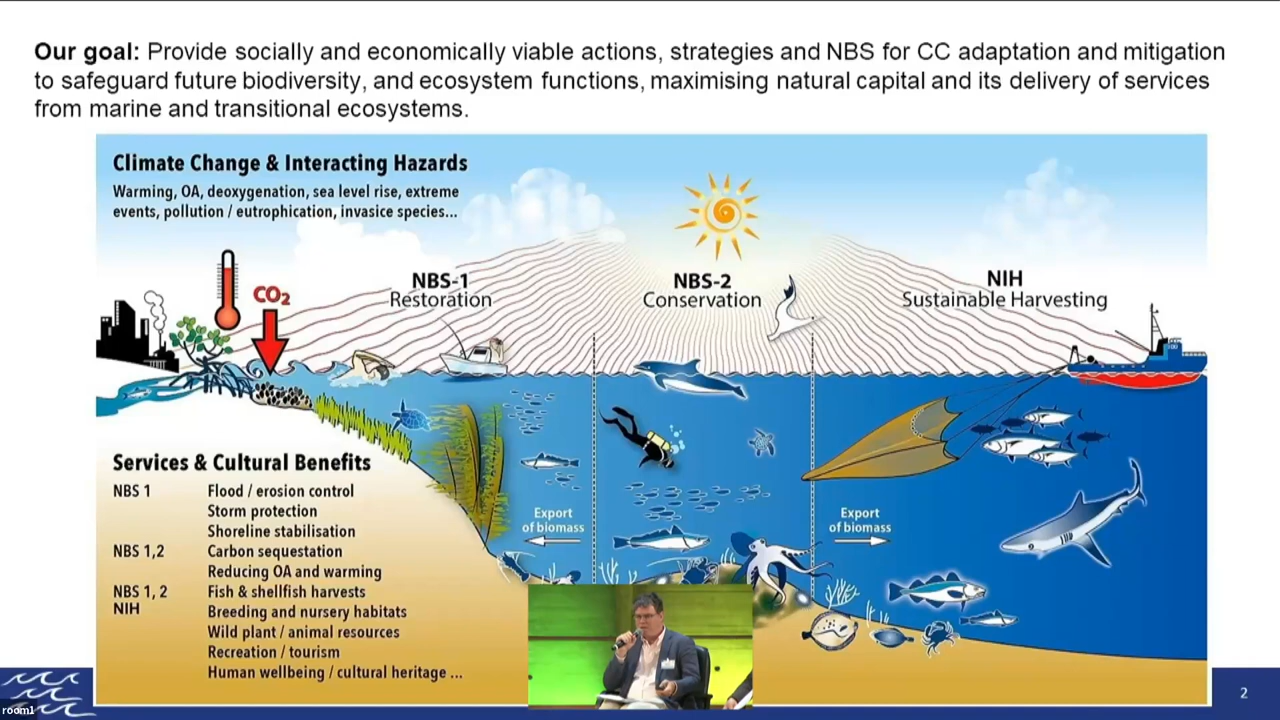 Our goal: Provide socially and economically viable actions, strategies and NBS for CC adaptation and mitigation
to safeguard future biodiversity, and ecosystem functions, maximising natural capital and its delivery of services
from marine and transitional ecosystems.
Climate Change & Interacting Hazards
Warming, OA, deoxygenation, sea level rise, extreme
events, pollution / eutrophication, invasice species...
CO2
NBS-1
Restoration
NBS-2
Conservation
NIH
Sustainable Harvesting
Export
of biomass
Export
of biomass
Services & Cultural Benefits
NBS 1 Flood / erosion control
Storm protection
Shoreline stabilisation
NBS 1,2 Carbon sequestation
Reducing OA and warming
NBS 1, 2 Fish & shellfish harvests
NIH Breeding and nursery habitats
Wild plant / animal resources
Recreation / tourism
Human wellbeing / cultural heritage ...
room1
2